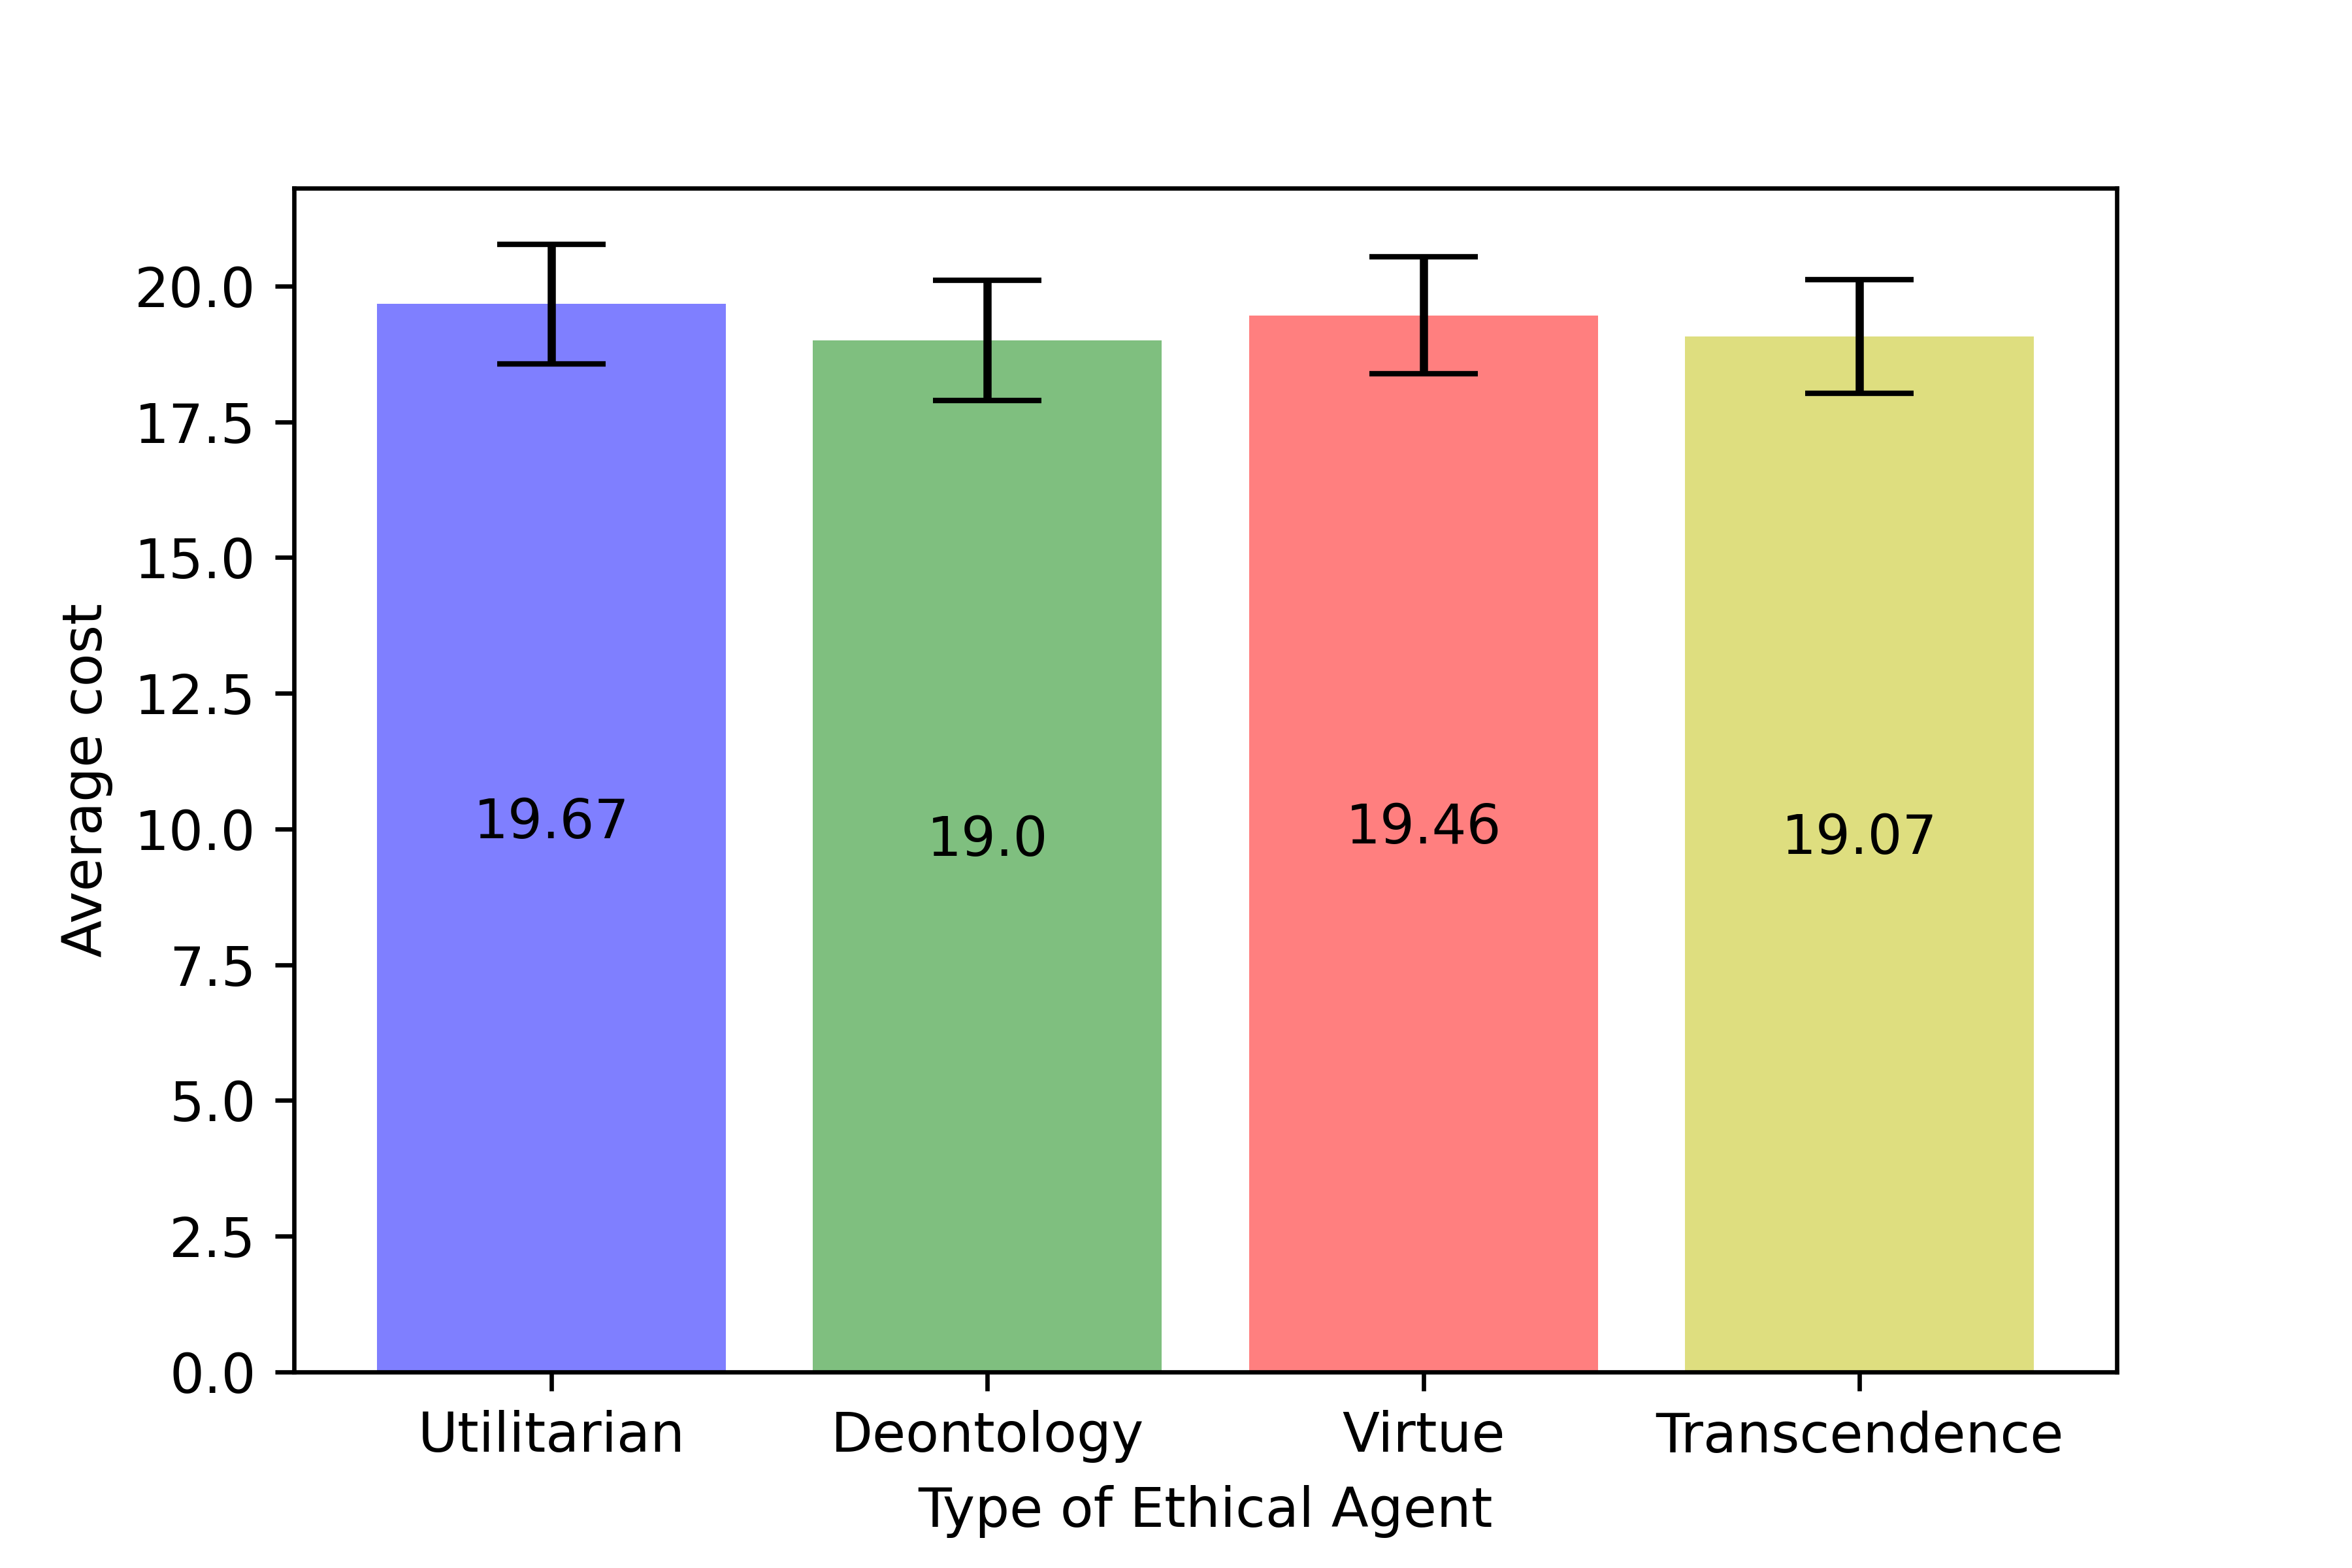 20.0
17.5
15.0
12.5
10.0
7.5
5.0
2.5
0.0
Average cost
19.67
19.0
19.46
19.07
Utilitarian
Deontology
Virtue
Transcendence
Type of Ethical Agent